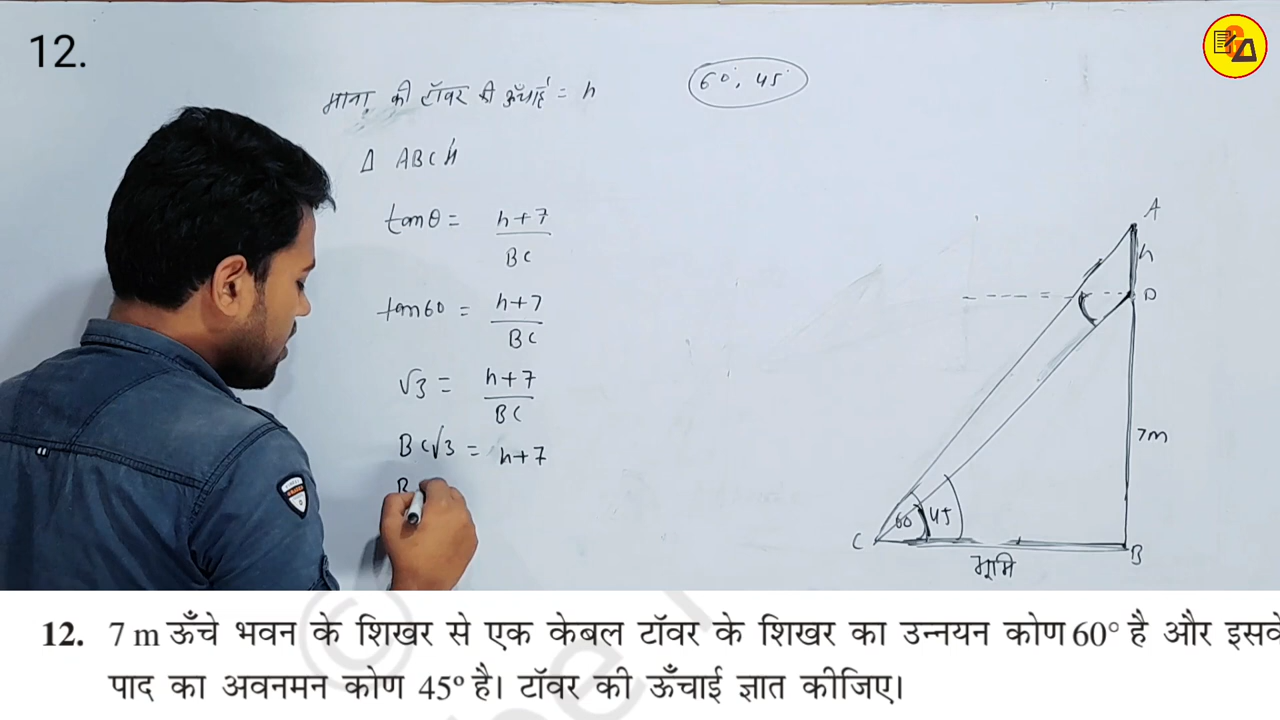 12.
माना की टॉवर की ऊँचाई = h
60°, 45°
Δ ABC में
tanθ = h+7
BC
tan60 = h+7
BC
√3 = h+7
BC
BC√3 = h+7
B
A
h
D
7m
60 45
C
B
भूमि
12. 7 m ऊँचे भवन के शिखर से एक केबल टॉवर के शिखर का उन्नयन कोण 60° है और इसके
पाद का अवनमन कोण 45° है। टॉवर की ऊँचाई ज्ञात कीजिए।